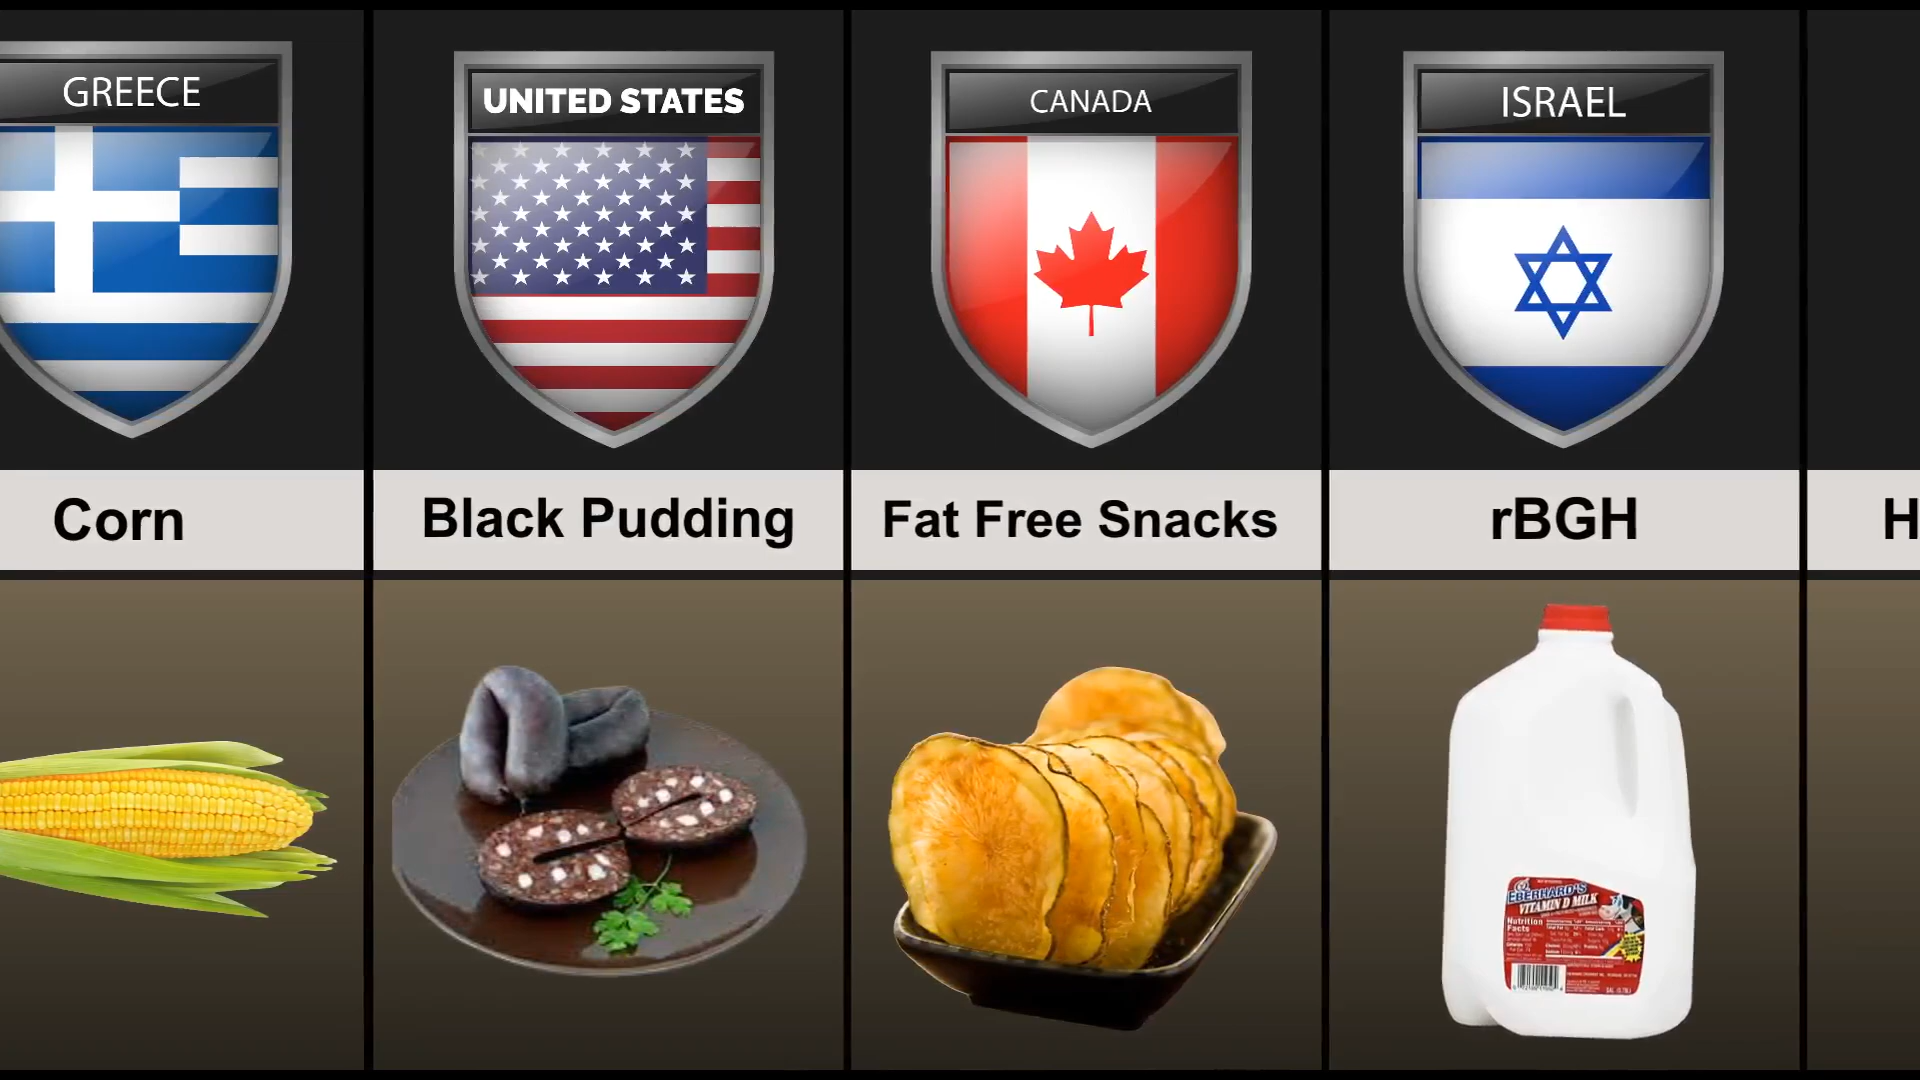 GREECE
UNITED STATES
CANADA
ISRAEL
Corn
Black Pudding
Fat Free Snacks
rBGH
H
EBERHARD'S
VITAMIN D MILK
Nutrition
Facts